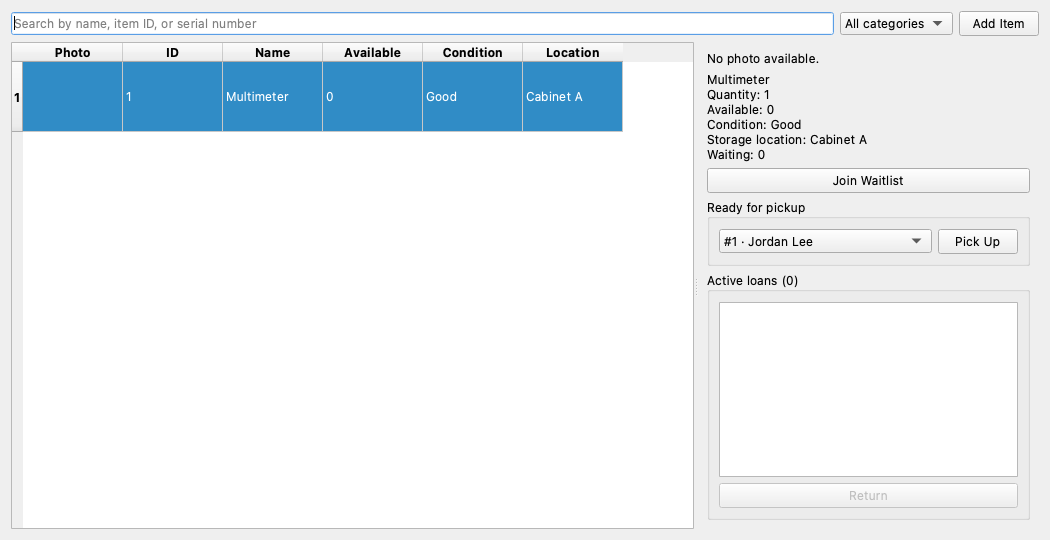 Search by name, item ID, or serial number
All categories
Add Item
Photo ID Name Available Condition Location
1 1 Multimeter 0 Good Cabinet A
No photo available.
Multimeter
Quantity: 1
Available: 0
Condition: Good
Storage location: Cabinet A
Waiting: 0
Join Waitlist
Ready for pickup
#1 · Jordan Lee
Pick Up
Active loans (0)
Return